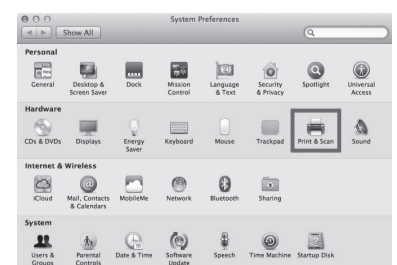 System Preferences
Show All
Personal
General
Desktop &
Screen Saver
Dock
Mission
Control
Language
& Text
Security
& Privacy
Spotlight
Universal
Access
Hardware
CDs & DVDs
Displays
Energy
Saver
Keyboard
Mouse
Trackpad
Print & Scan
Sound
Internet & Wireless
iCloud
Mail, Contacts
& Calendars
MobileMe
Network
Bluetooth
Sharing
System
Users &
Groups
Parental
Controls
Date & Time
Software
Update
Speech
Time Machine
Startup Disk